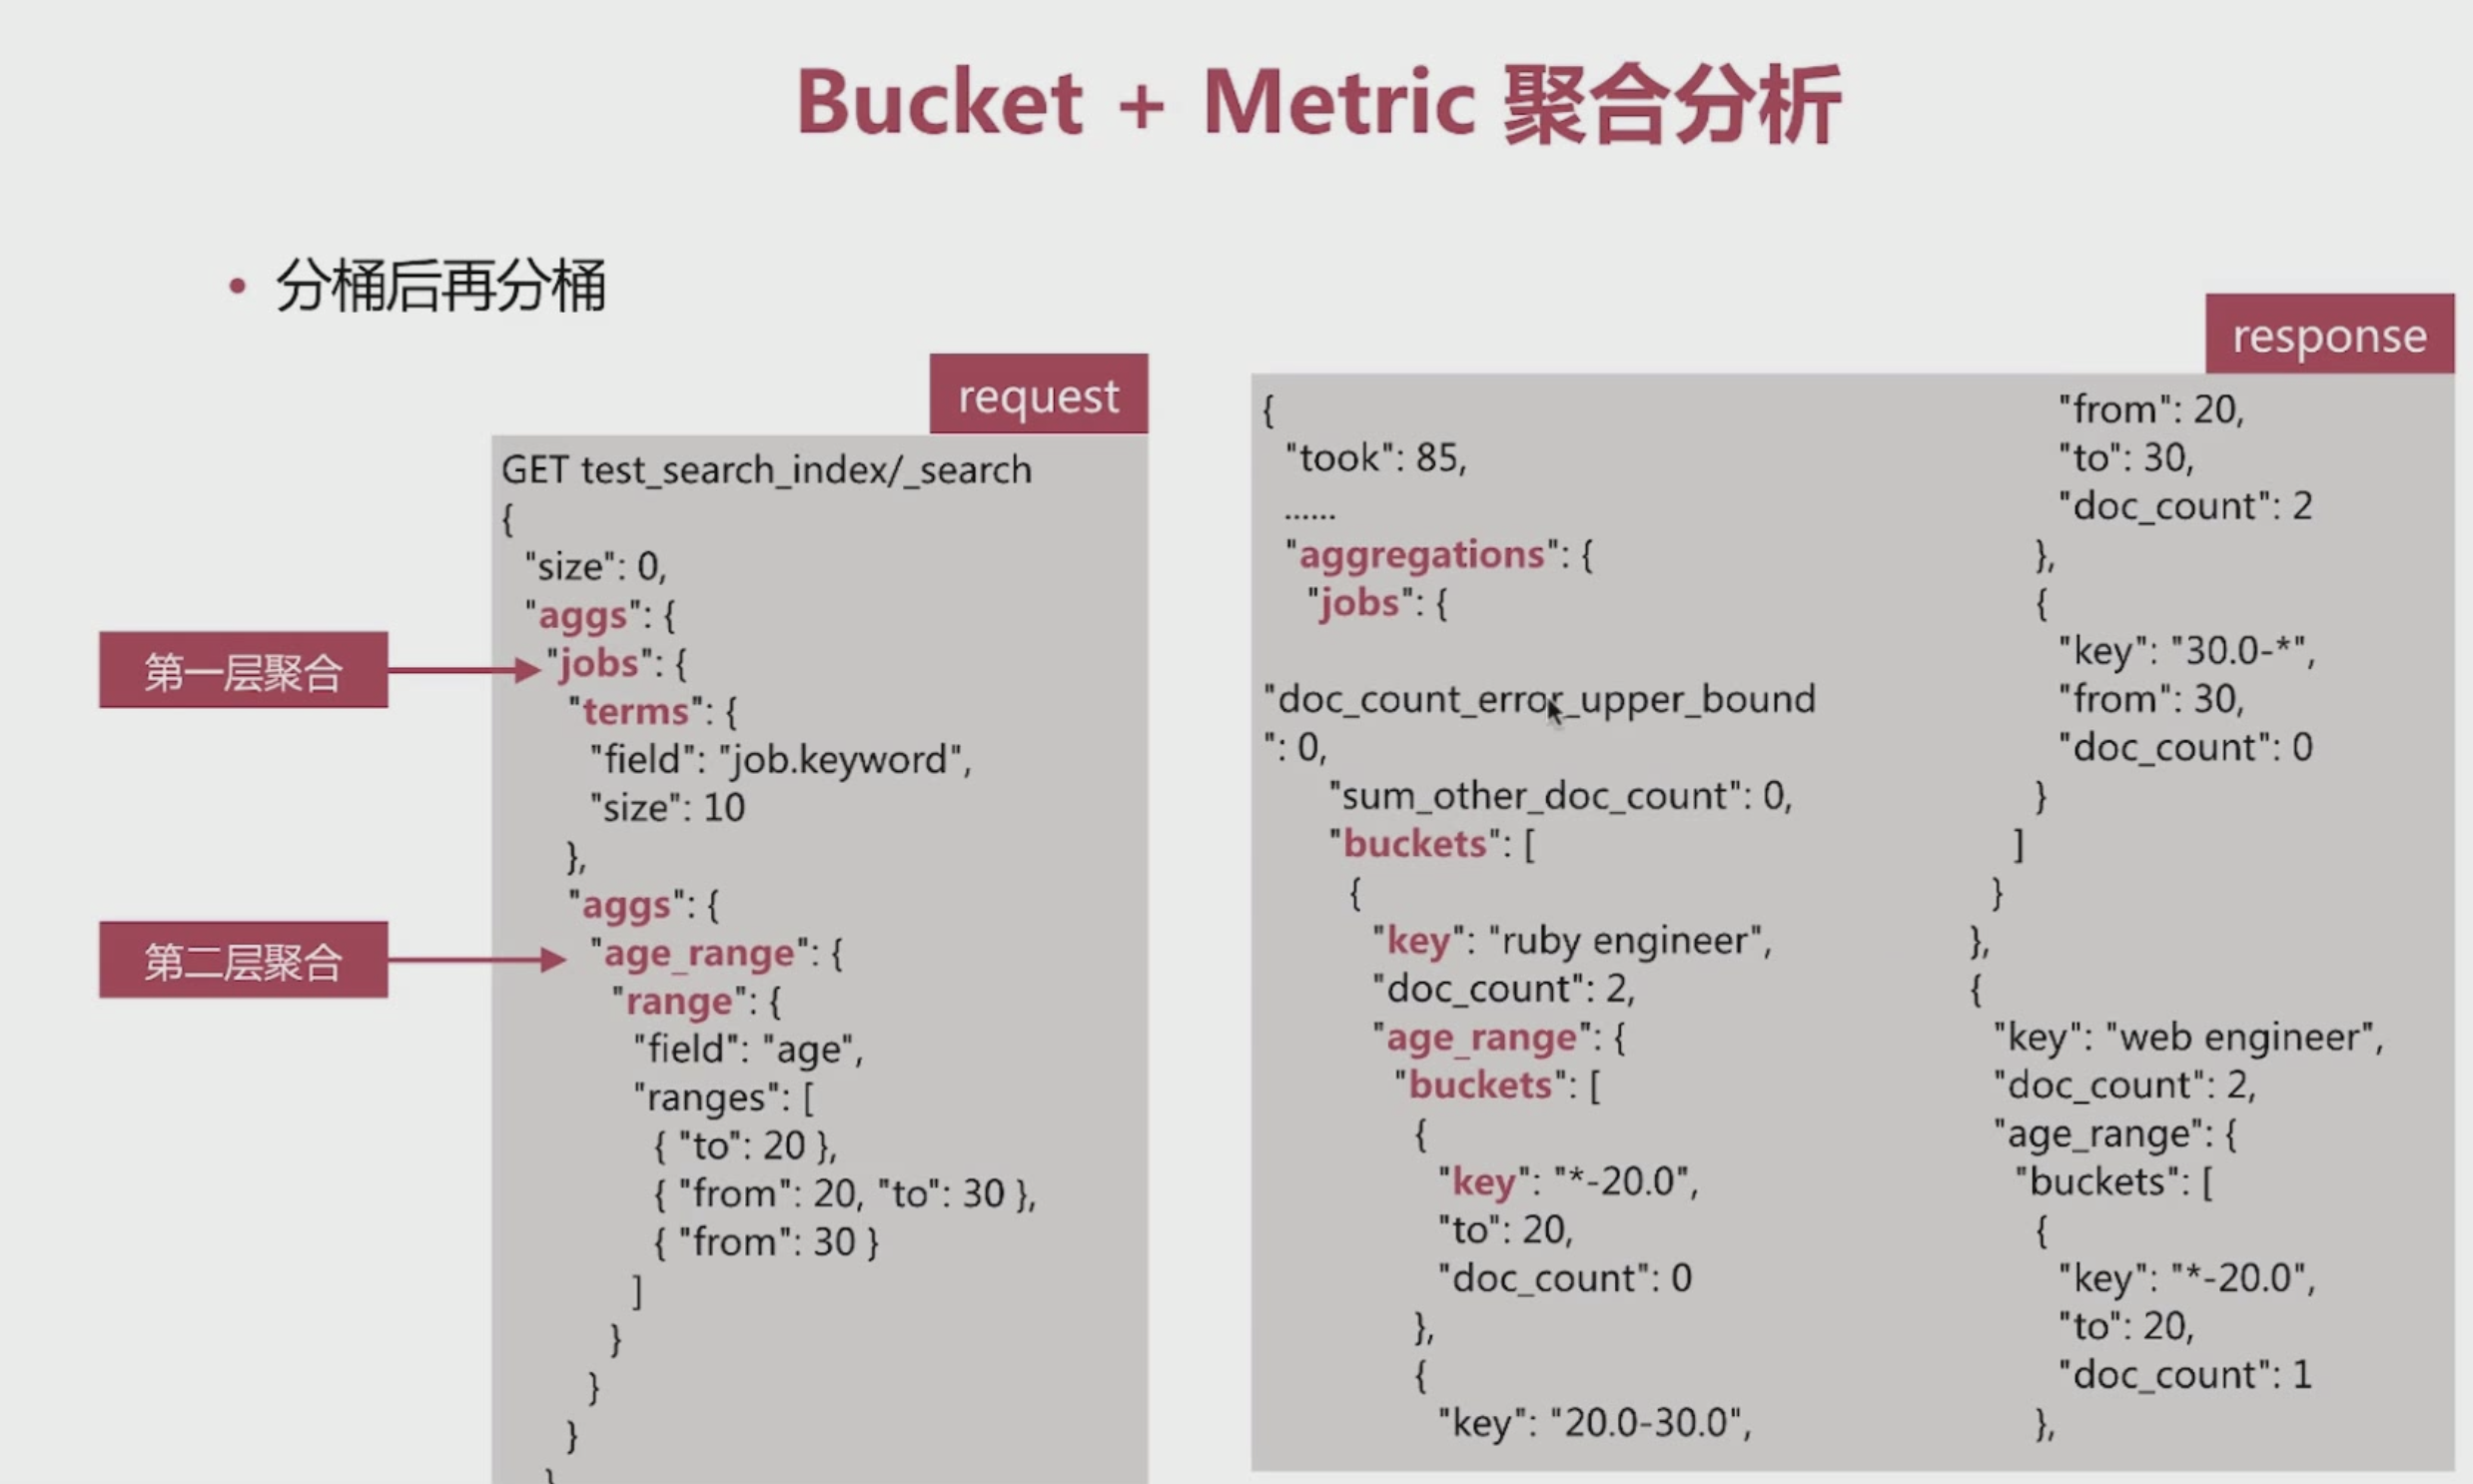 Bucket + Metric 聚合分析
• 分桶后再分桶
request
GET test_search_index/_search
{
"size": 0,
"aggs": {
"jobs": {
"terms": {
"field": "job.keyword",
"size": 10
},
"aggs": {
"age_range": {
"range": {
"field": "age",
"ranges": [
{ "to": 20 },
{ "from": 20, "to": 30 },
{ "from": 30 }
]
}
}
}
}
第一层聚合
第二层聚合
response
{
"took": 85,
......
"aggregations": {
"jobs": {
"doc_count_error_upper_bound
": 0,
"sum_other_doc_count": 0,
"buckets": [
{
"key": "ruby engineer",
"doc_count": 2,
"age_range": {
"buckets": [
{
"key": "*-20.0",
"to": 20,
"doc_count": 0
},
{
"key": "20.0-30.0",
"from": 20,
"to": 30,
"doc_count": 2
},
{
"key": "30.0-*",
"from": 30,
"doc_count": 0
}
]
}
},
{
"key": "web engineer",
"doc_count": 2,
"age_range": {
"buckets": [
{
"key": "*-20.0",
"to": 20,
"doc_count": 1
},